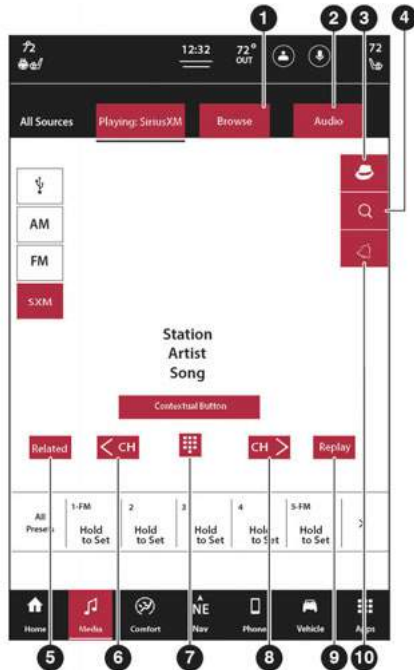 1 2 3 4
72 12:32 72° OUT 72
All Sources Playing: SiriusXM Browse Audio
AM
FM
SXM
Station
Artist
Song
Contextual Button
Related < CH CH > Replay
All Presets
1-FM Hold to Set
2 Hold to Set
3 Hold to Set
4 Hold to Set
5-FM Hold to Set
>
Home Media Comfort NE Nav Phone Vehicle Apps
5 6 7 8 9 10